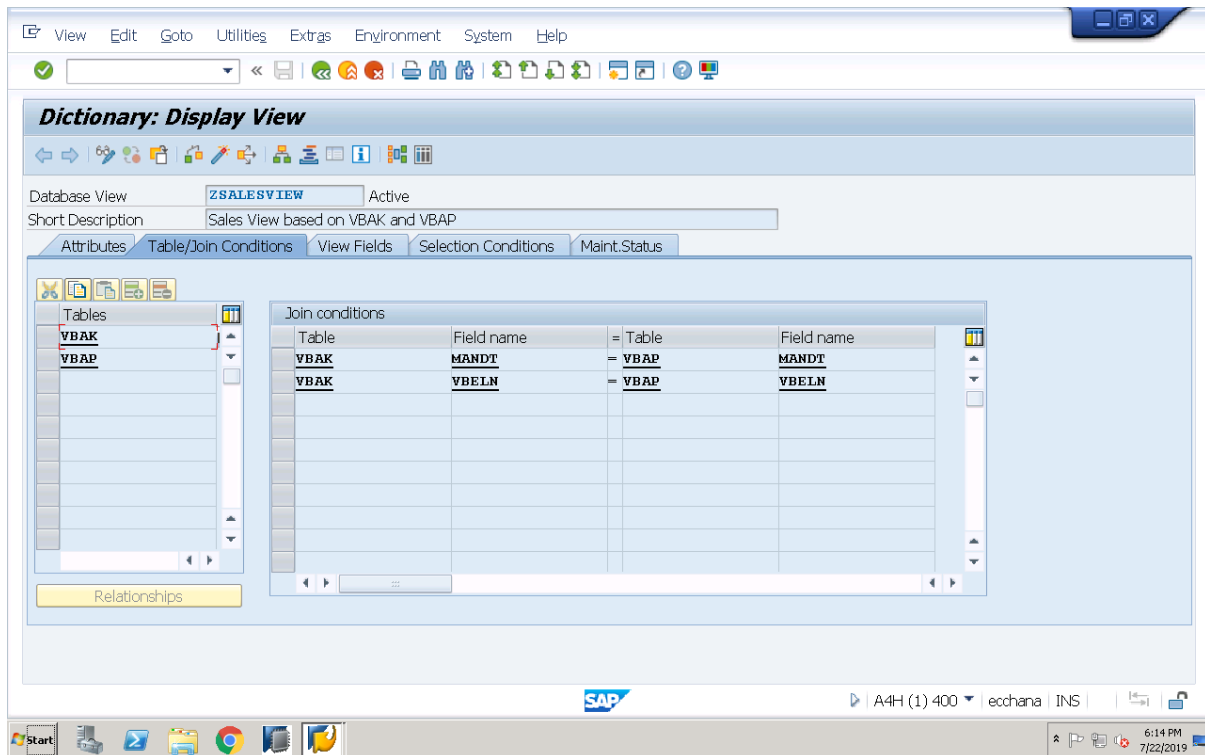 View Edit Goto Utilities Extras Environment System Help
Dictionary: Display View
Database View ZSALESVIEW Active
Short Description Sales View based on VBAK and VBAP
Attributes Table/Join Conditions View Fields Selection Conditions Maint.Status
Tables
VBAK
VBAP
Relationships
Join conditions
Table Field name = Table Field name
VBAK MANDT = VBAP MANDT
VBAK VBELN = VBAP VBELN
SAP A4H (1) 400 ecchana INS
Start 6:14 PM
7/22/2019